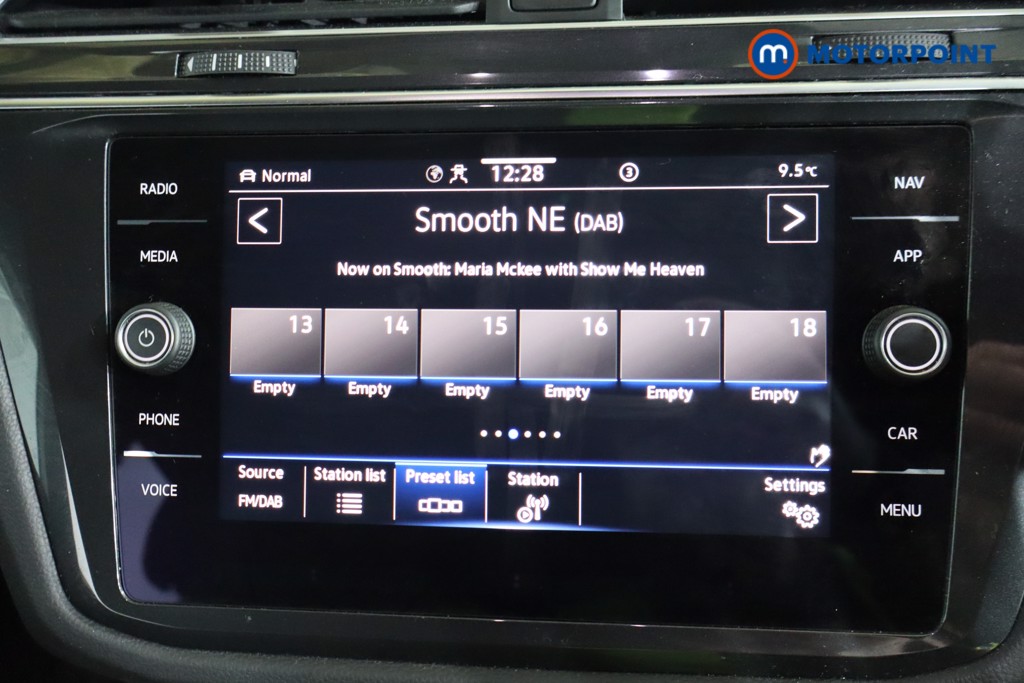 m MOTORPOINT
RADIO
MEDIA
PHONE
VOICE
Normal 12:28 3 9.5°C
< Smooth NE (DAB) >
Now on Smooth: Maria Mckee with Show Me Heaven
13 14 15 16 17 18
Empty Empty Empty Empty Empty Empty
Source Station list Preset list Station Settings
FM/DAB
NAV
APP
CAR
MENU